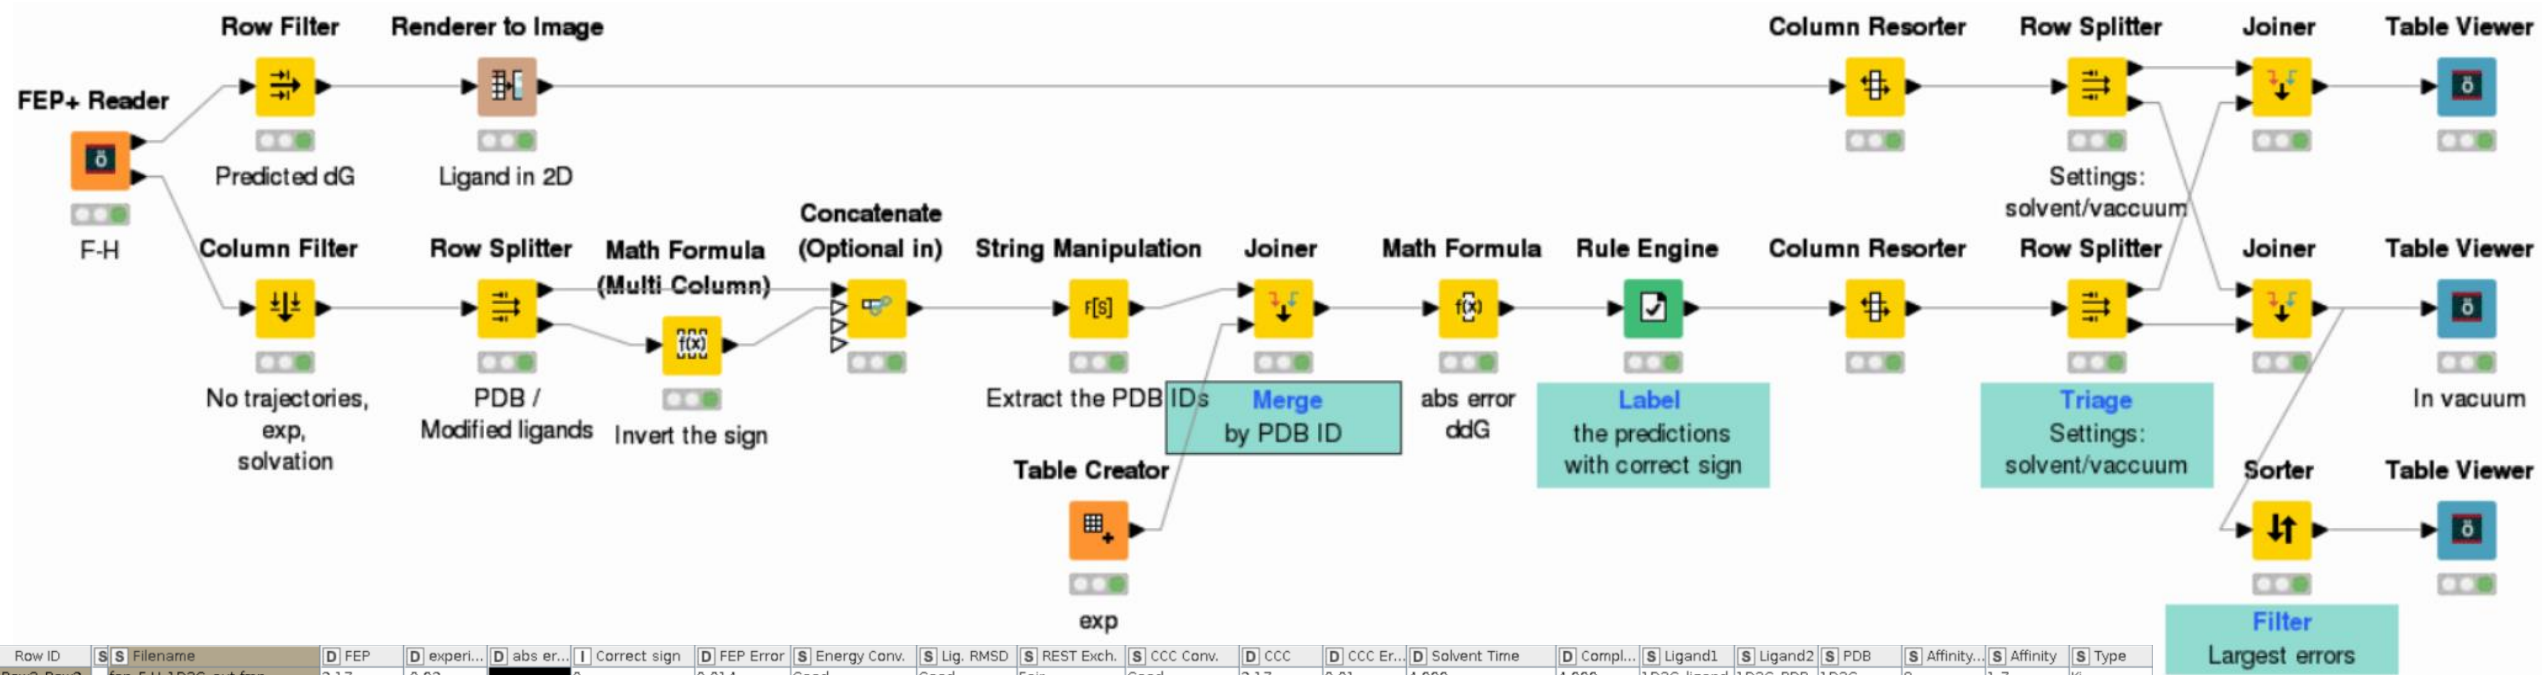 Row Filter
Renderer to Image
Column Resorter
Row Splitter
Joiner
Table Viewer
FEP+ Reader
Predicted dG
Ligand in 2D
Settings:
solvent/vaccuum
F-H
Column Filter
Row Splitter
Math Formula
(Multi Column)
Concatenate
(Optional in)
String Manipulation
Joiner
Math Formula
Rule Engine
Column Resorter
Row Splitter
Joiner
Table Viewer
f(x)
F[S]
f(x)
No trajectories,
exp,
solvation
PDB /
Modified ligands
Invert the sign
Extract the PDB IDs
Merge
by PDB ID
abs error
ddG
Label
the predictions
with correct sign
Triage
Settings:
solvent/vaccuum
In vacuum
Table Creator
Sorter
Table Viewer
exp
Filter
Largest errors
Row ID S S Filename D FEP D experi... D abs er... I Correct sign D FEP Error S Energy Conv. S Lig. RMSD S REST Exch. S CCC Conv. D CCC D CCC Er... D Solvent Time D Compl... S Ligand1 S Ligand2 S PDB S Affinity... S Affinity S Type